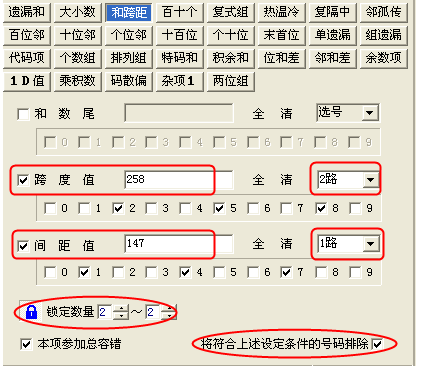 遗漏和 大小数 和跨距 百十个 复式组 热温冷 复隔中 邻孤传
百位邻 十位邻 个位邻 十百位 个十位 末首位 单遗漏 组遗漏
代码项 个数组 排列组 特码和 积余和 位和差 邻和差 余数项
1D值 乘积数 码散偏 杂项1 两位组
和 数 尾 全 清 选号
0 1 2 3 4 5 6 7 8 9
跨 度 值 258 全 清 2路
0 1 2 3 4 5 6 7 8 9
间 距 值 147 全 清 1路
0 1 2 3 4 5 6 7 8 9
锁定数量 2 ～ 2
本项参加总容错 将符合上述设定条件的号码排除